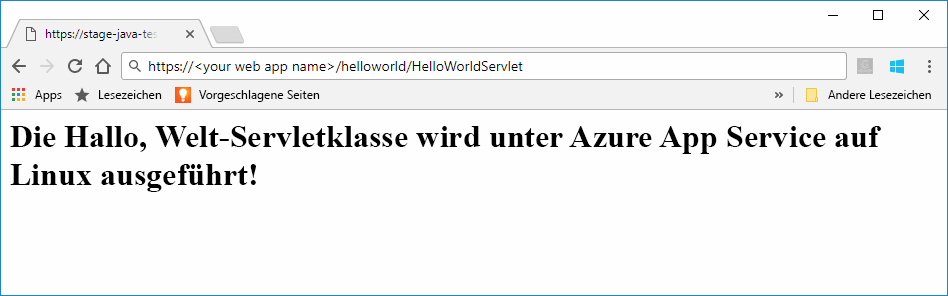 https://stage-java-tes
https://<your web app name>/helloworld/HelloWorldServlet
Apps Lesezeichen Vorgeschlagene Seiten » Andere Lesezeichen
Die Hallo, Welt-Servletklasse wird unter Azure App Service auf
Linux ausgeführt!